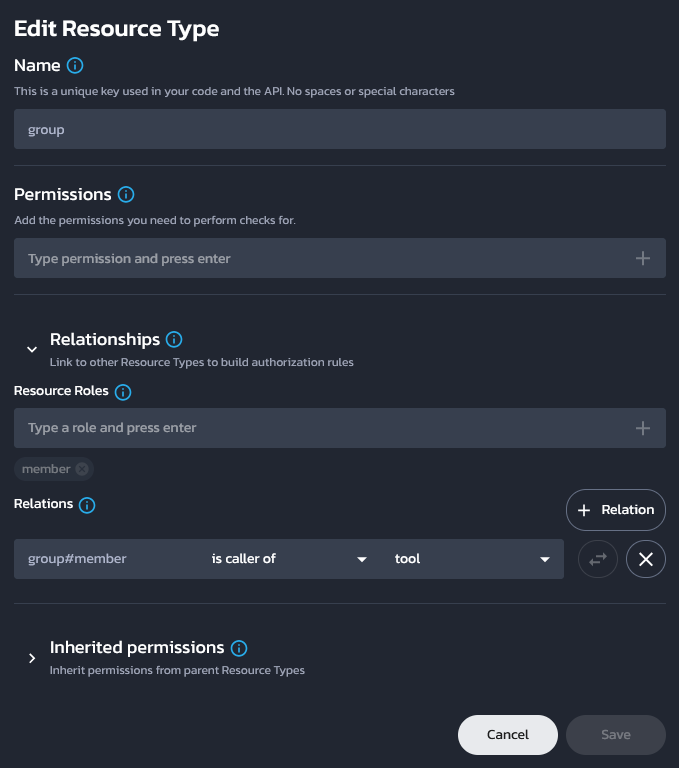 Edit Resource Type
Name
This is a unique key used in your code and the API. No spaces or special characters
group
Permissions
Add the permissions you need to perform checks for.
Type permission and press enter
Relationships
Link to other Resource Types to build authorization rules
Resource Roles
Type a role and press enter
member
Relations
Relation
group#member is caller of tool
Inherited permissions
Inherit permissions from parent Resource Types
Cancel Save